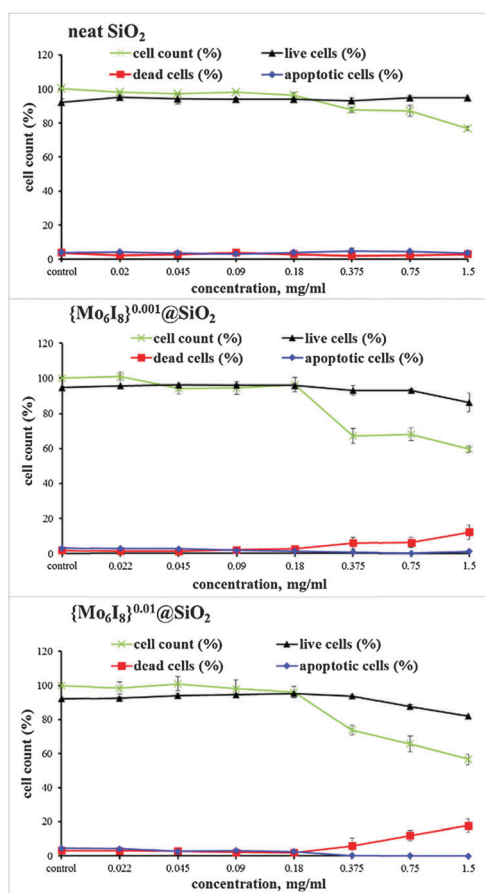 neat SiO₂
cell count (%) live cells (%)
dead cells (%) apoptotic cells (%)
cell count (%)
120
100
80
60
40
20
0
control 0.02 0.045 0.09 0.18 0.375 0.75 1.5
concentration, mg/ml
{Mo₆I₈}⁰·⁰⁰¹@SiO₂
cell count (%) live cells (%)
dead cells (%) apoptotic cells (%)
cell count (%)
120
100
80
60
40
20
0
control 0.022 0.045 0.09 0.18 0.375 0.75 1.5
concentration, mg/ml
{Mo₆I₈}⁰·⁰¹@SiO₂
cell count (%) live cells (%)
dead cells (%) apoptotic cells (%)
cell count (%)
120
100
80
60
40
20
0
control 0.022 0.045 0.09 0.18 0.375 0.75 1.5
concentration, mg/ml